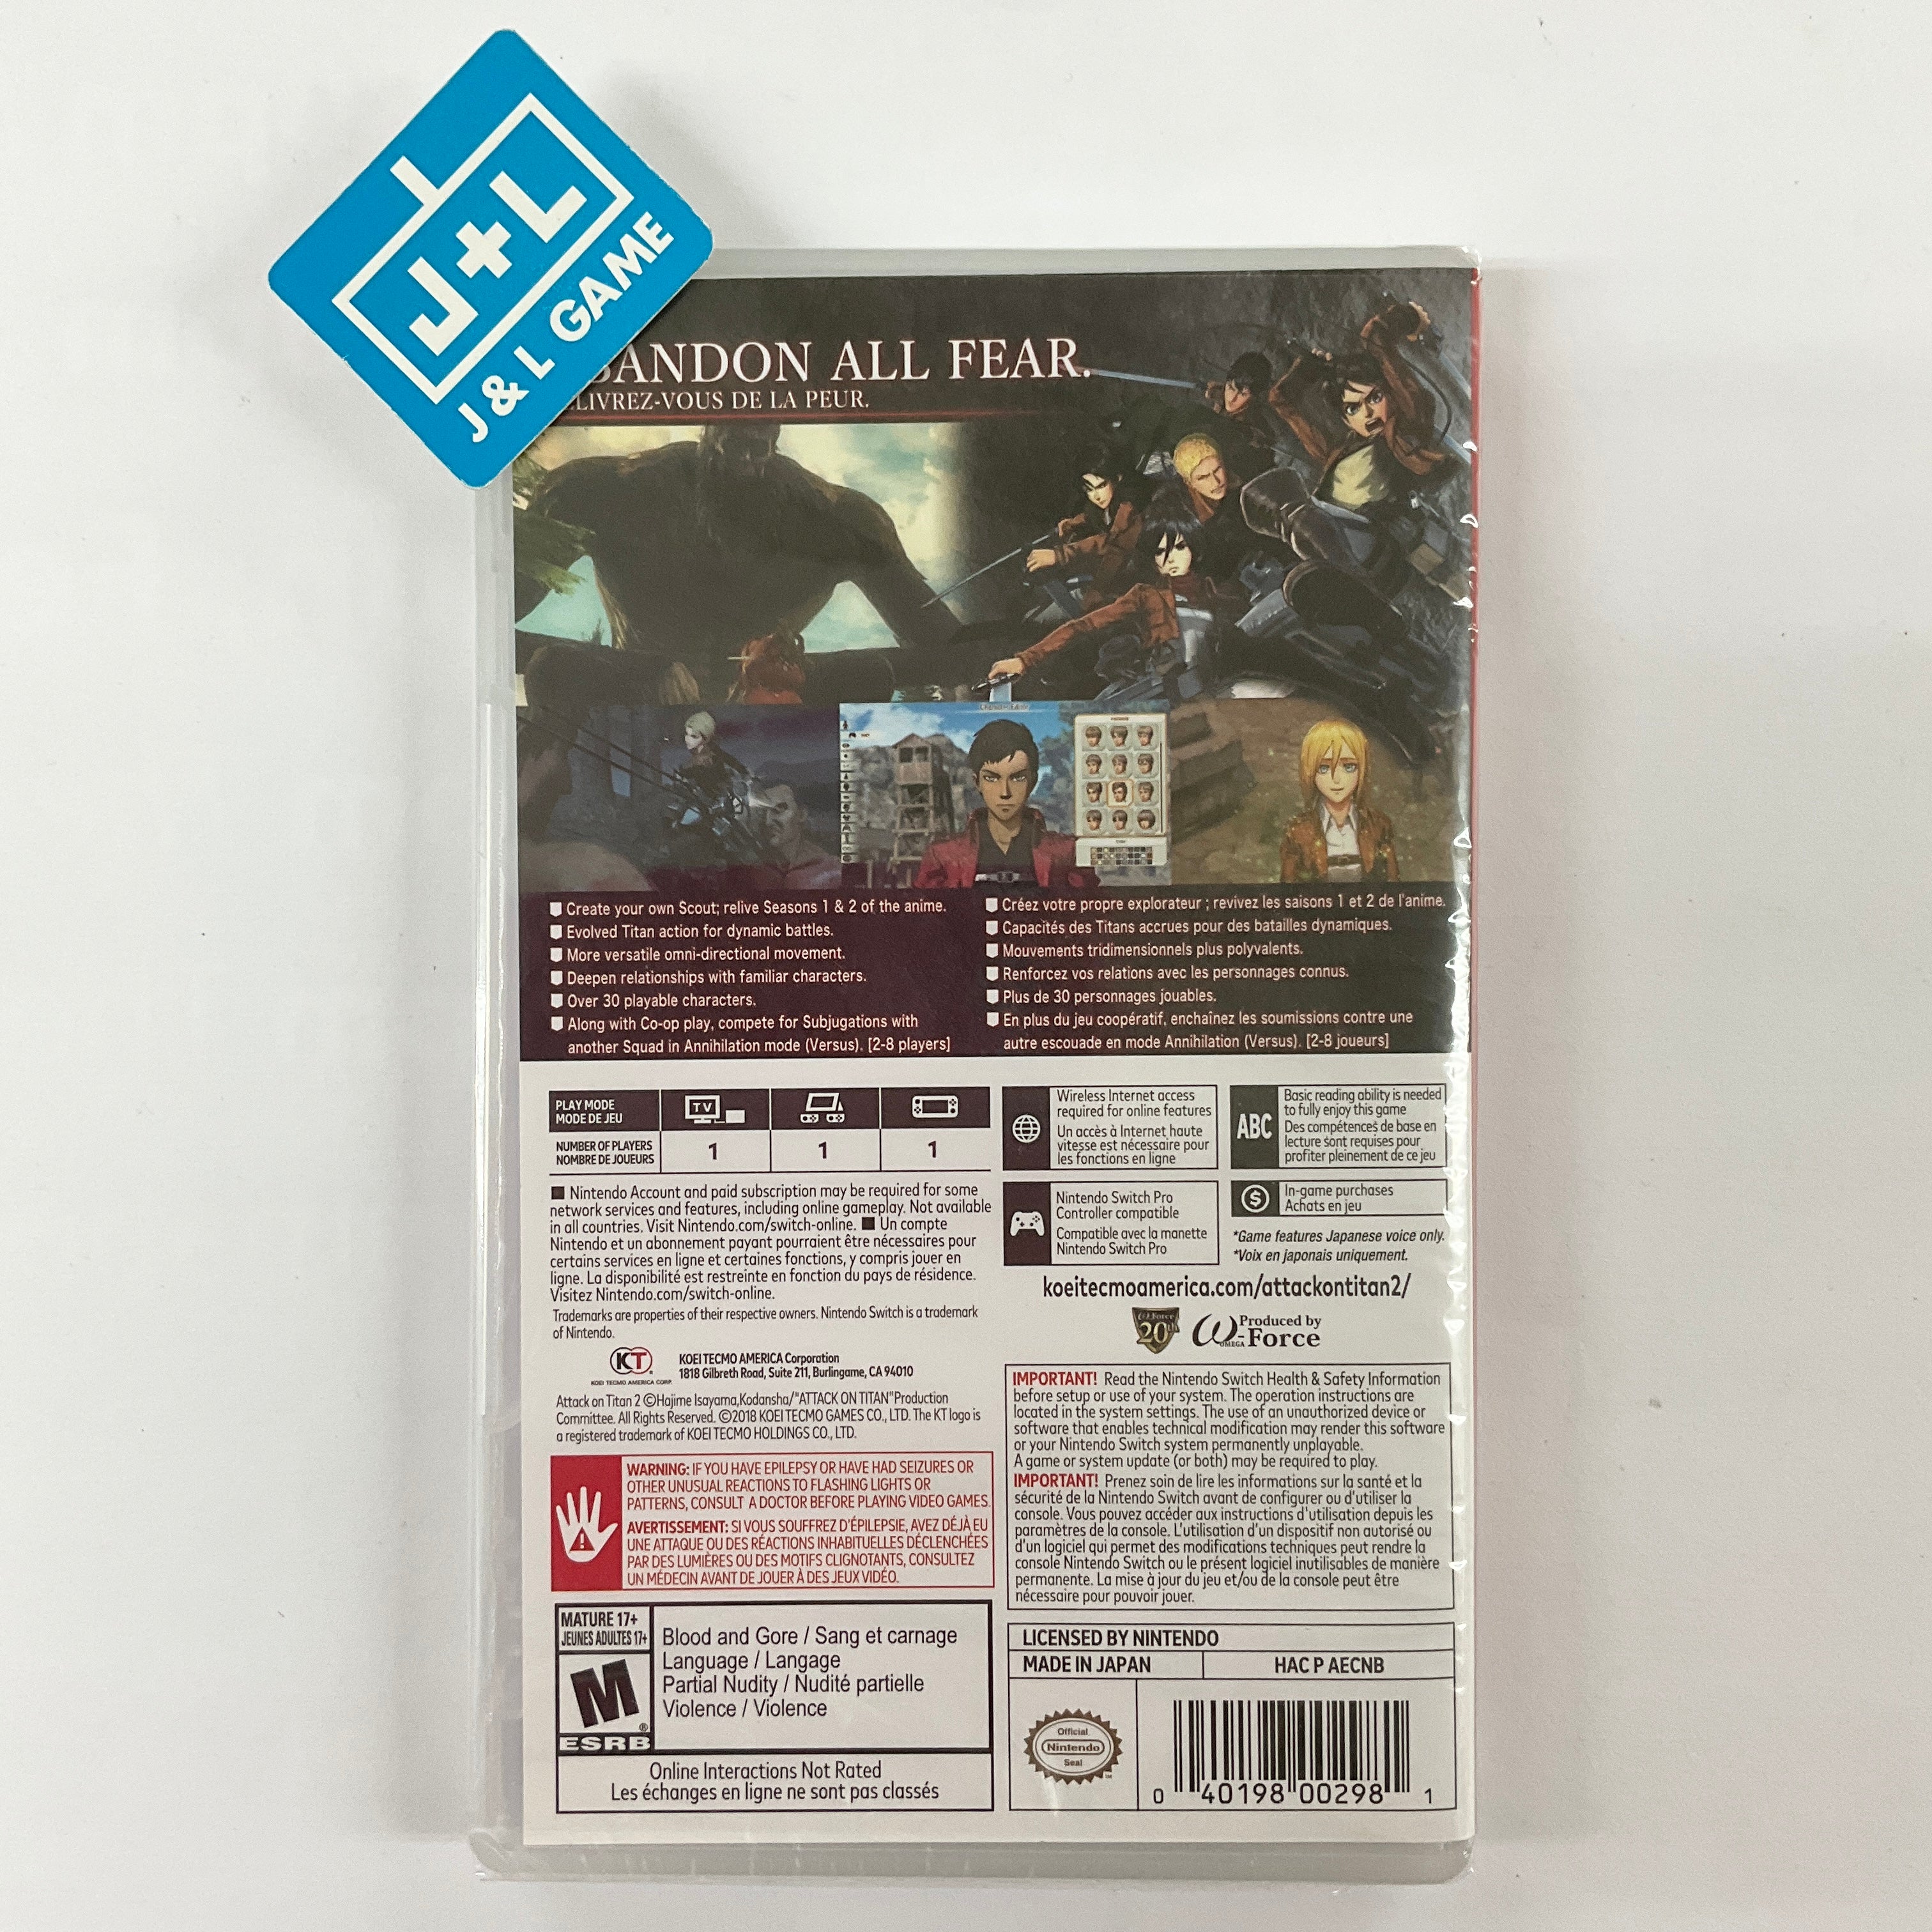 J+L
J & L GAME
ANDON ALL FEAR.
LIVREZ-VOUS DE LA PEUR.
Create your own Scout; relive Seasons 1 & 2 of the anime.
Evolved Titan action for dynamic battles.
More versatile omni-directional movement.
Deepen relationships with familiar characters.
Over 30 playable characters.
Along with Co-op play, compete for Subjugations with
another Squad in Annihilation mode (Versus). [2-8 players]
Créez votre propre explorateur ; revivez les saisons 1 et 2 de l'anime.
Capacités des Titans accrues pour des batailles dynamiques.
Mouvements tridimensionnels plus polyvalents.
Renforcez vos relations avec les personnages connus.
Plus de 30 personnages jouables.
En plus du jeu coopératif, enchaînez les soumissions contre une
autre escouade en mode Annihilation (Versus). [2-8 joueurs]
PLAY MODE
MODE DE JEU
TV
NUMBER OF PLAYERS
NOMBRE DE JOUEURS
1 1 1
■ Nintendo Account and paid subscription may be required for some
network services and features, including online gameplay. Not available
in all countries. Visit Nintendo.com/switch-online. ■ Un compte
Nintendo et un abonnement payant pourraient être nécessaires pour
certains services en ligne et certaines fonctions, y compris jouer en
ligne. La disponibilité est restreinte en fonction du pays de résidence.
Visitez Nintendo.com/switch-online.
Trademarks are properties of their respective owners. Nintendo Switch is a trademark
of Nintendo.
KT
KOEI TECMO AMERICA CORP.
KOEI TECMO AMERICA Corporation
1818 Gilbreth Road, Suite 211, Burlingame, CA 94010
Attack on Titan 2 ©Hajime Isayama,Kodansha/"ATTACK ON TITAN"Production
Committee. All Rights Reserved. ©2018 KOEI TECMO GAMES CO., LTD. The KT logo is
a registered trademark of KOEI TECMO HOLDINGS CO., LTD.
WARNING: IF YOU HAVE EPILEPSY OR HAVE HAD SEIZURES OR
OTHER UNUSUAL REACTIONS TO FLASHING LIGHTS OR
PATTERNS, CONSULT A DOCTOR BEFORE PLAYING VIDEO GAMES.
AVERTISSEMENT: SI VOUS SOUFFREZ D'ÉPILEPSIE, AVEZ DÉJÀ EU
UNE ATTAQUE OU DES RÉACTIONS INHABITUELLES DÉCLENCHÉES
PAR DES LUMIÈRES OU DES MOTIFS CLIGNOTANTS, CONSULTEZ
UN MÉDECIN AVANT DE JOUER À DES JEUX VIDÉO.
MATURE 17+
JEUNES ADULTES 17+
M
®
ESRB
Blood and Gore / Sang et carnage
Language / Langage
Partial Nudity / Nudité partielle
Violence / Violence
Online Interactions Not Rated
Les échanges en ligne ne sont pas classés
Wireless Internet access
required for online features
Un accès à Internet haute
vitesse est nécessaire pour
les fonctions en ligne
ABC
Basic reading ability is needed
to fully enjoy this game
Des compétences de base en
lecture sont requises pour
profiter pleinement de ce jeu
Nintendo Switch Pro
Controller compatible
Compatible avec la manette
Nintendo Switch Pro
$
In-game purchases
Achats en jeu
*Game features Japanese voice only.
*Voix en japonais uniquement.
koeitecmoamerica.com/attackontitan2/
ω-Force
20th
Produced by
ω-Force
OMEGA
IMPORTANT! Read the Nintendo Switch Health & Safety Information
before setup or use of your system. The operation instructions are
located in the system settings. The use of an unauthorized device or
software that enables technical modification may render this software
or your Nintendo Switch system permanently unplayable.
A game or system update (or both) may be required to play.
IMPORTANT! Prenez soin de lire les informations sur la santé et la
sécurité de la Nintendo Switch avant de configurer ou d'utiliser la
console. Vous pouvez accéder aux instructions d'utilisation depuis les
paramètres de la console. L'utilisation d'un dispositif non autorisé ou
d'un logiciel qui permet des modifications techniques peut rendre la
console Nintendo Switch ou le présent logiciel inutilisables de manière
permanente. La mise à jour du jeu et/ou de la console peut être
nécessaire pour pouvoir jouer.
LICENSED BY NINTENDO
MADE IN JAPAN
HAC P AECNB
Official
Nintendo
Seal
TM
0 40198 00298 1